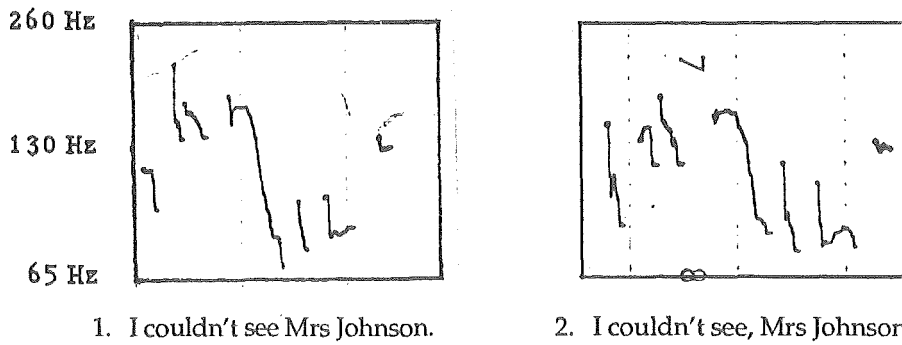 260 Hz
130 Hz
65 Hz
1. I couldn't see Mrs Johnson.
2. I couldn't see, Mrs Johnson